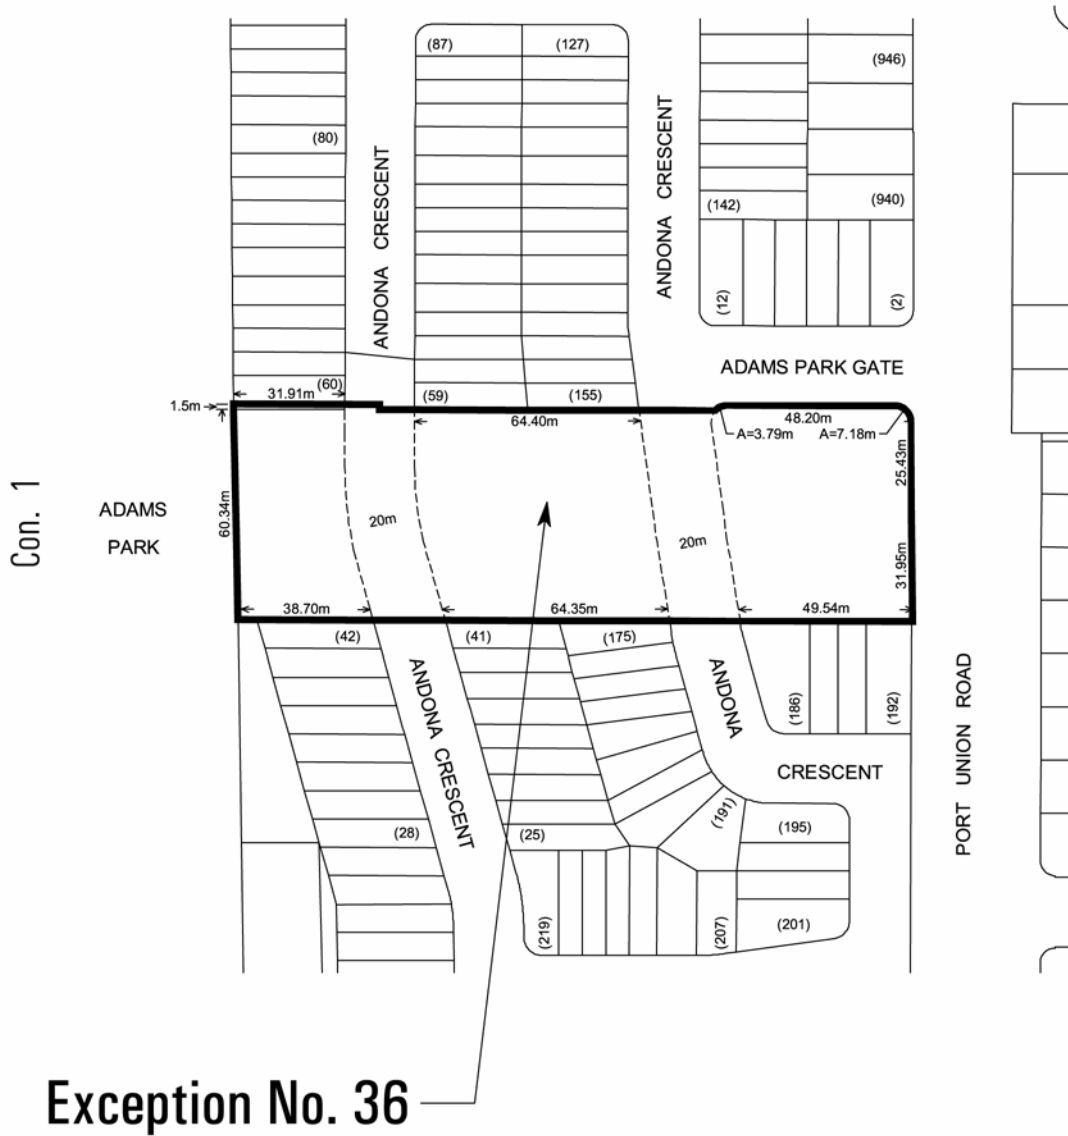 (87)
(127)
(946)
(80)
ANDONA CRESCENT
ANDONA CRESCENT
(142)
(940)
(12)
(2)
ADAMS PARK GATE
(60)
31.91m
1.5m
(59)
(155)
64.40m
48.20m
A=3.79m
A=7.18m
25.43m
Con. 1
ADAMS
PARK
60.34m
20m
20m
31.95m
38.70m
64.35m
49.54m
(42)
(41)
(175)
ANDONA CRESCENT
ANDONA
CRESCENT
(186)
(192)
PORT UNION ROAD
(28)
(25)
(191)
(195)
(219)
(207)
(201)
Exception No. 36